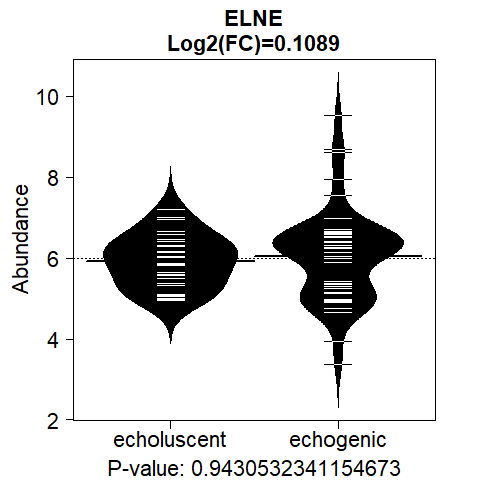 ELNE
Log2(FC)=0.1089
Abundance
10
8
6
4
2
echoluscent echogenic
P-value: 0.9430532341154673